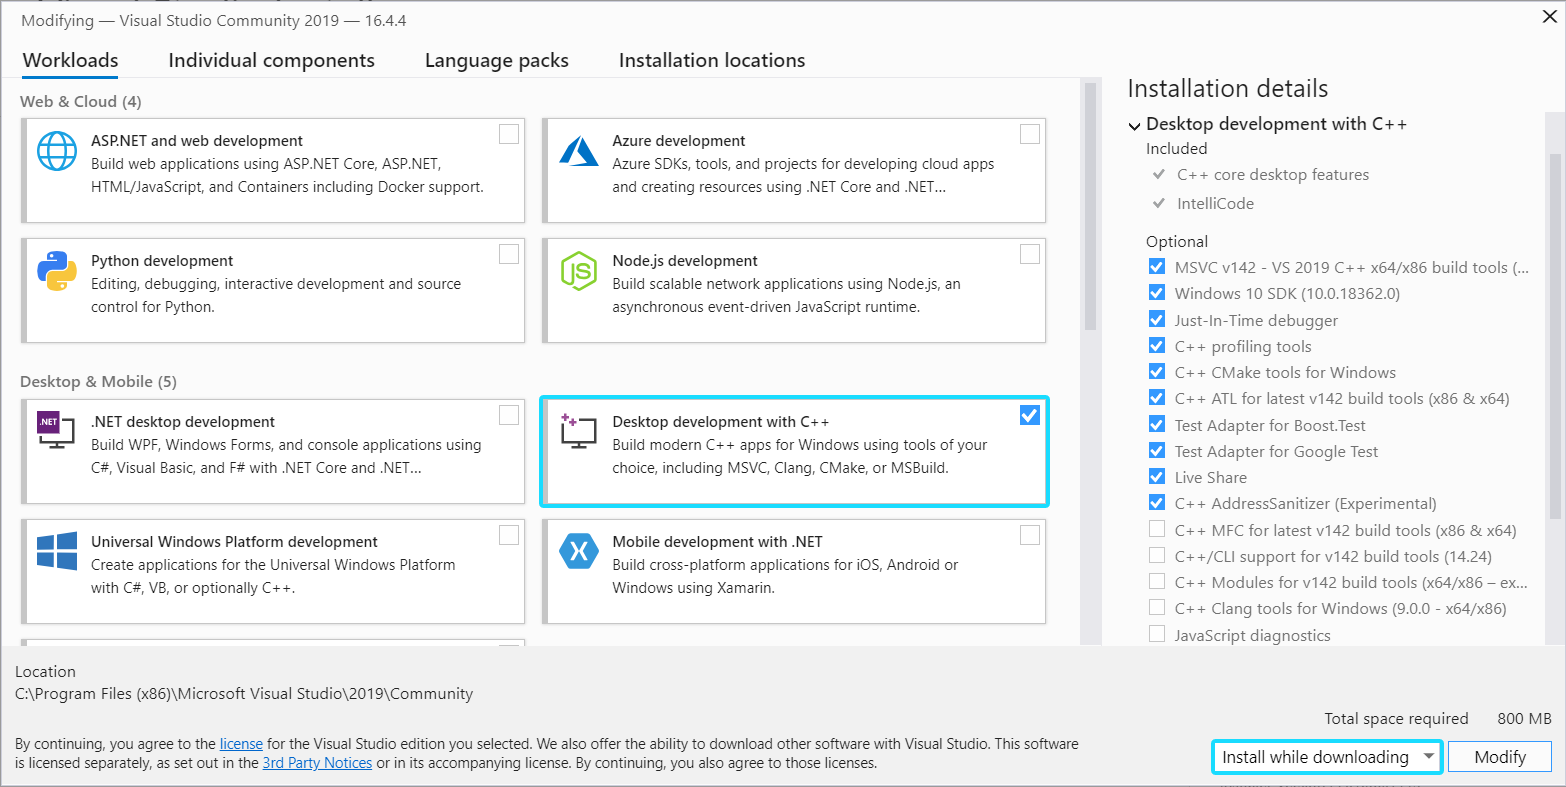 Modifying — Visual Studio Community 2019 — 16.4.4
Workloads
Individual components
Language packs
Installation locations
Web & Cloud (4)
ASP.NET and web development
Build web applications using ASP.NET Core, ASP.NET,
HTML/JavaScript, and Containers including Docker support.
Azure development
Azure SDKs, tools, and projects for developing cloud apps
and creating resources using .NET Core and .NET...
Python development
Editing, debugging, interactive development and source
control for Python.
JS
Node.js development
Build scalable network applications using Node.js, an
asynchronous event-driven JavaScript runtime.
Desktop & Mobile (5)
.NET
.NET desktop development
Build WPF, Windows Forms, and console applications using
C#, Visual Basic, and F# with .NET Core and .NET...
++
Desktop development with C++
Build modern C++ apps for Windows using tools of your
choice, including MSVC, Clang, CMake, or MSBuild.
Universal Windows Platform development
Create applications for the Universal Windows Platform
with C#, VB, or optionally C++.
X
Mobile development with .NET
Build cross-platform applications for iOS, Android or
Windows using Xamarin.
Installation details
Desktop development with C++
Included
C++ core desktop features
IntelliCode
Optional
MSVC v142 - VS 2019 C++ x64/x86 build tools (...
Windows 10 SDK (10.0.18362.0)
Just-In-Time debugger
C++ profiling tools
C++ CMake tools for Windows
C++ ATL for latest v142 build tools (x86 & x64)
Test Adapter for Boost.Test
Test Adapter for Google Test
Live Share
C++ AddressSanitizer (Experimental)
C++ MFC for latest v142 build tools (x86 & x64)
C++/CLI support for v142 build tools (14.24)
C++ Modules for v142 build tools (x64/x86 – ex...
C++ Clang tools for Windows (9.0.0 - x64/x86)
JavaScript diagnostics
Location
C:\Program Files (x86)\Microsoft Visual Studio\2019\Community
Total space required 800 MB
By continuing, you agree to the license for the Visual Studio edition you selected. We also offer the ability to download other software with Visual Studio. This software
is licensed separately, as set out in the 3rd Party Notices or in its accompanying license. By continuing, you also agree to those licenses.
Install while downloading
Modify